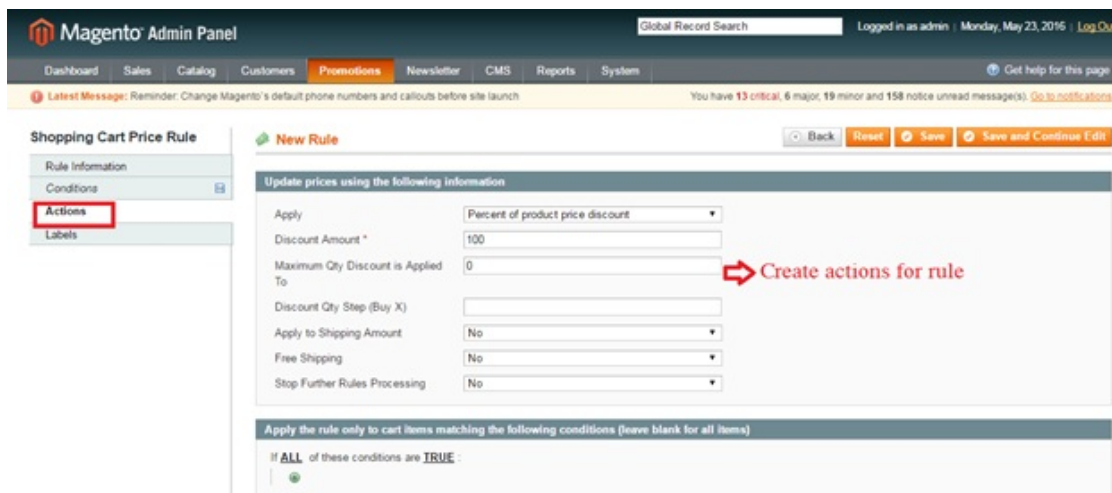 Magento Admin Panel
Global Record Search
Logged in as admin | Monday, May 23, 2016 | Log Ou
Dashboard Sales Catalog Customers Promotions Newsletter CMS Reports System
Get help for this page
Latest Message: Reminder: Change Magento's default phone numbers and callouts before site launch
You have 13 critical, 6 major, 19 minor and 158 notice unread message(s). Go to notifications
Shopping Cart Price Rule
Rule Information
Conditions
Actions
Labels
New Rule
Back Reset Save Save and Continue Edit
Update prices using the following information
Apply Percent of product price discount
Discount Amount * 100
Maximum Qty Discount is Applied 0
To
Discount Qty Step (Buy X)
Apply to Shipping Amount No
Free Shipping No
Stop Further Rules Processing No
Create actions for rule
Apply the rule only to cart items matching the following conditions (leave blank for all items)
If ALL of these conditions are TRUE :